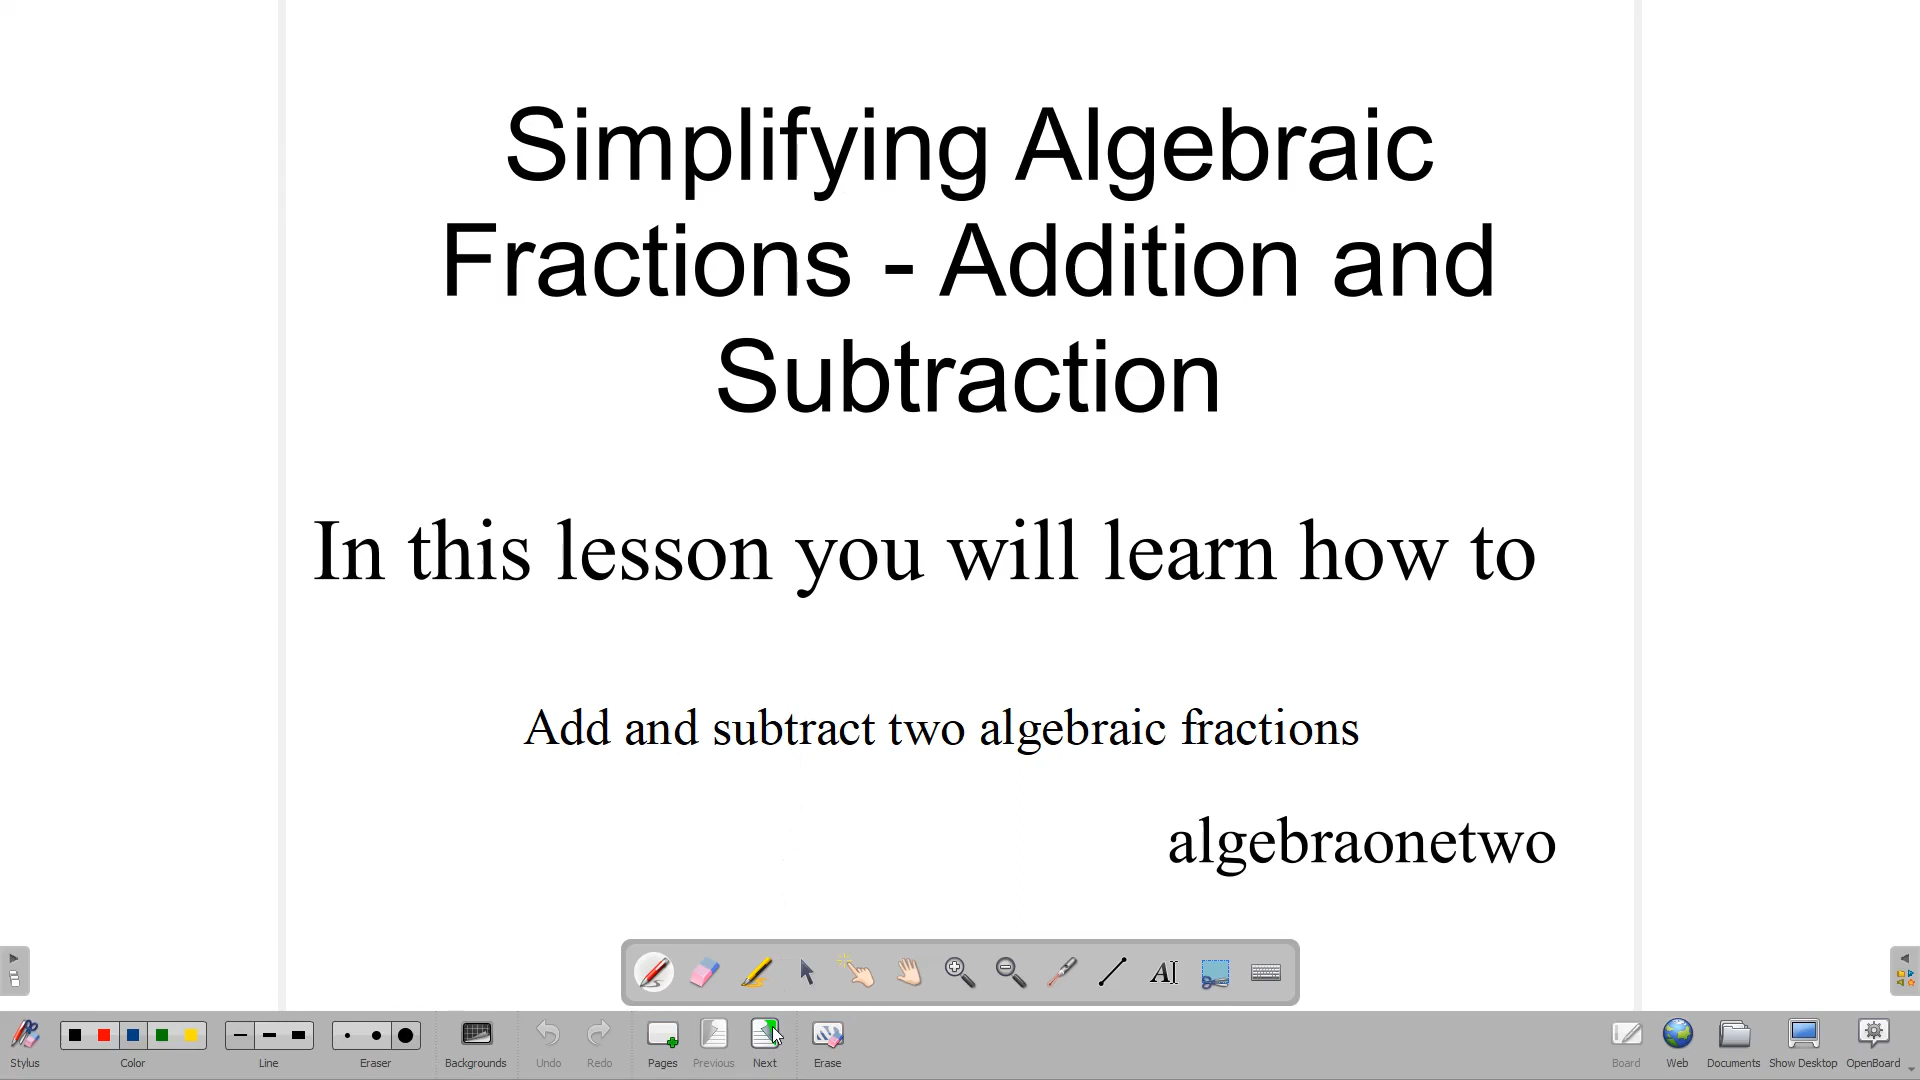 Simplifying Algebraic
Fractions - Addition and
Subtraction
In this lesson you will learn how to
Add and subtract two algebraic fractions
algebraonetwo
Stylus
Color
Line
Eraser
Backgrounds
Undo
Redo
Pages
Previous
Next
Erase
Board
Web
Documents
Show Desktop
OpenBoard